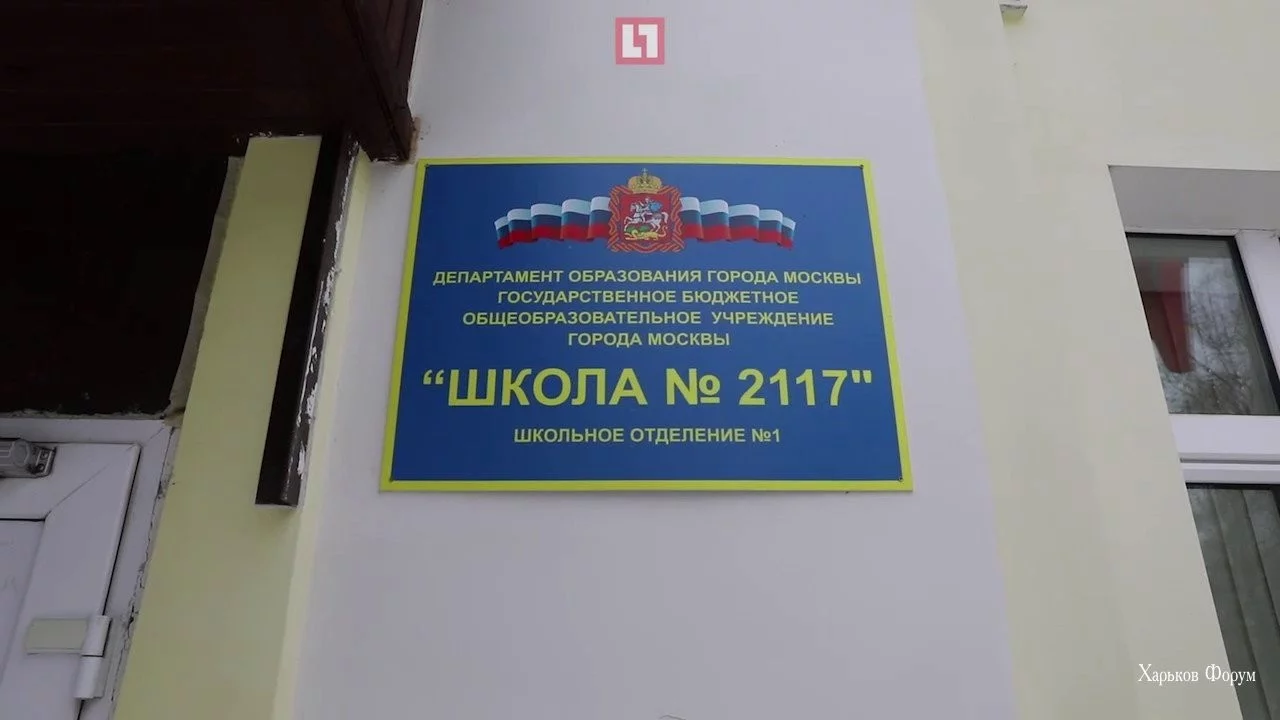 ДЕПАРТАМЕНТ ОБРАЗОВАНИЯ ГОРОДА МОСКВЫ
ГОСУДАРСТВЕННОЕ БЮДЖЕТНОЕ
ОБЩЕОБРАЗОВАТЕЛЬНОЕ УЧРЕЖДЕНИЕ
ГОРОДА МОСКВЫ
“ШКОЛА № 2117"
ШКОЛЬНОЕ ОТДЕЛЕНИЕ №1
Харьков Форум